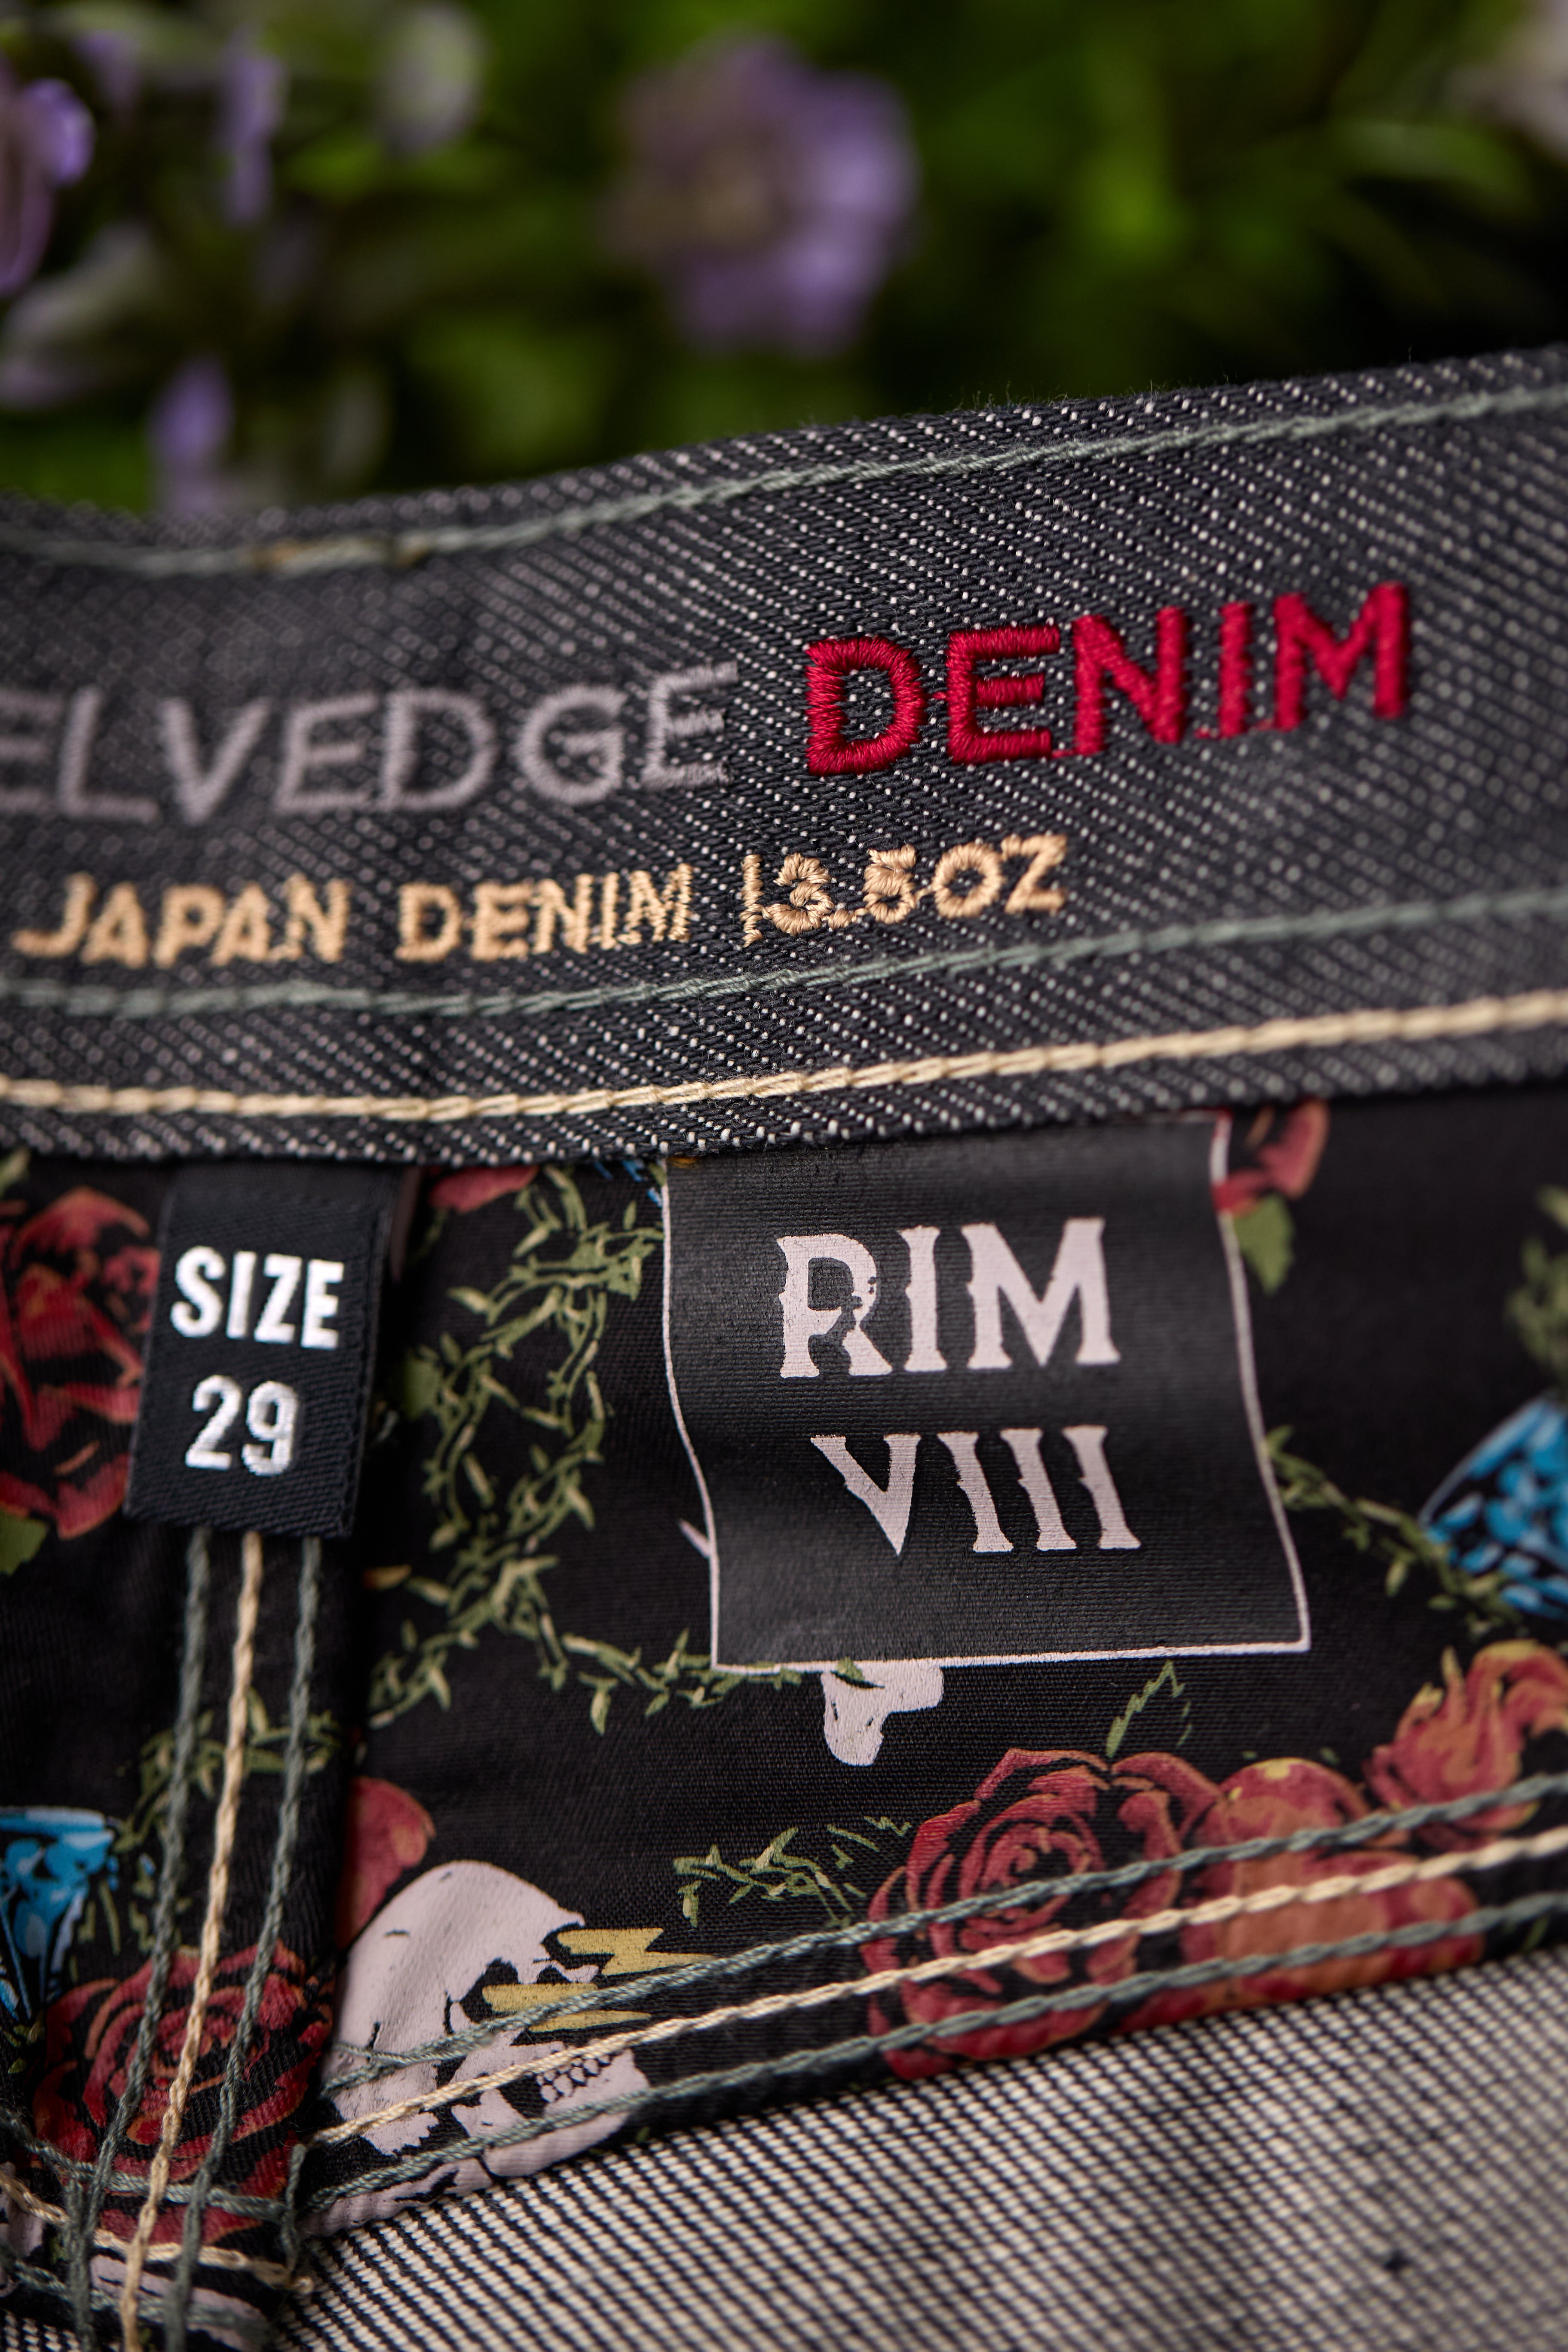 ELVEDGE DENIM
JAPAN DENIM 13.5OZ
SIZE
29
RIM
VIII